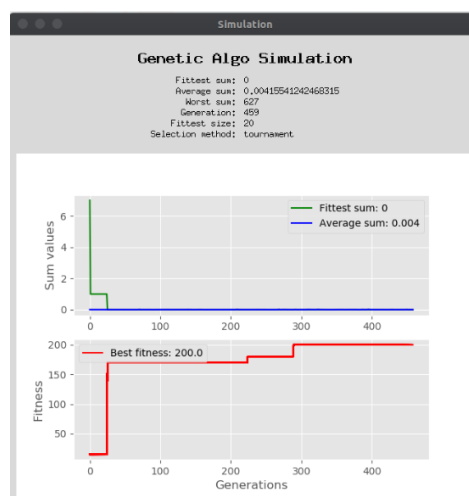 Simulation
Genetic Algo Simulation
Fittest sum: 0
Average sum: 0.00415541242468315
Worst sum: 627
Generation: 459
Fittest size: 20
Selection method: tournament
Fittest sum: 0
Average sum: 0.004
Sum values
6
4
2
0
0 100 200 300 400
Best fitness: 200.0
Fitness
200
150
100
50
0 100 200 300 400
Generations